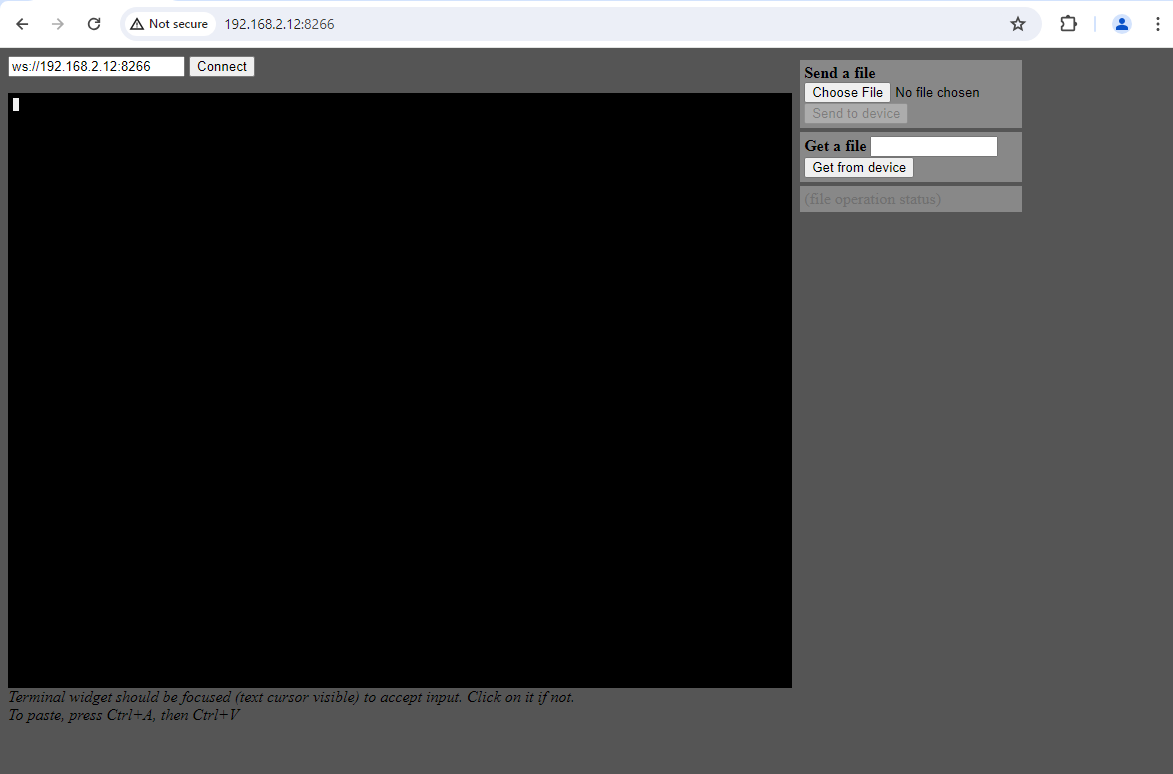 Not secure 192.168.2.12:8266
ws://192.168.2.12:8266 Connect
Send a file
Choose File No file chosen
Send to device
Get a file
Get from device
(file operation status)
Terminal widget should be focused (text cursor visible) to accept input. Click on it if not.
To paste, press Ctrl+A, then Ctrl+V